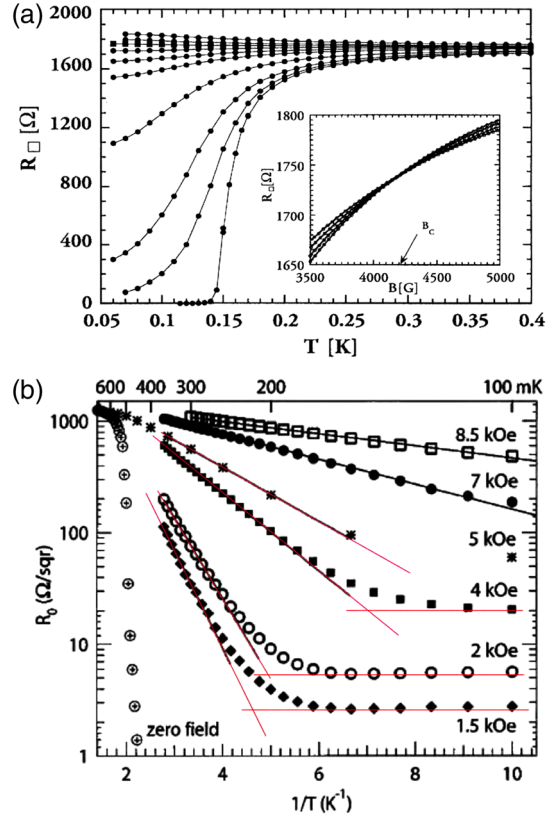 (a)
2000
1600
1200
800
400
0
R□ [Ω]
0.05 0.1 0.15 0.2 0.25 0.3 0.35 0.4
T [K]
1800
1750
1700
1650
R□[Ω]
BC
3500 4000 4500 5000
B[G]
(b)
600 400 300 200 100 mK
1000
100
10
1
R0 (Ω/sqr)
8.5 kOe
7 kOe
5 kOe
4 kOe
2 kOe
1.5 kOe
zero field
2 4 6 8 10
1/T (K-1)